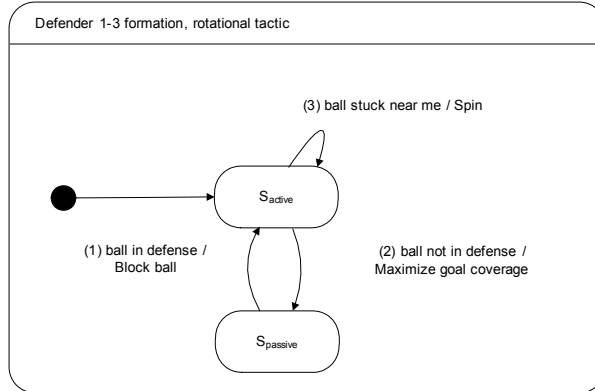 Defender 1-3 formation, rotational tactic
(3) ball stuck near me / Spin
Sactive
(1) ball in defense /
Block ball
(2) ball not in defense /
Maximize goal coverage
Spassive